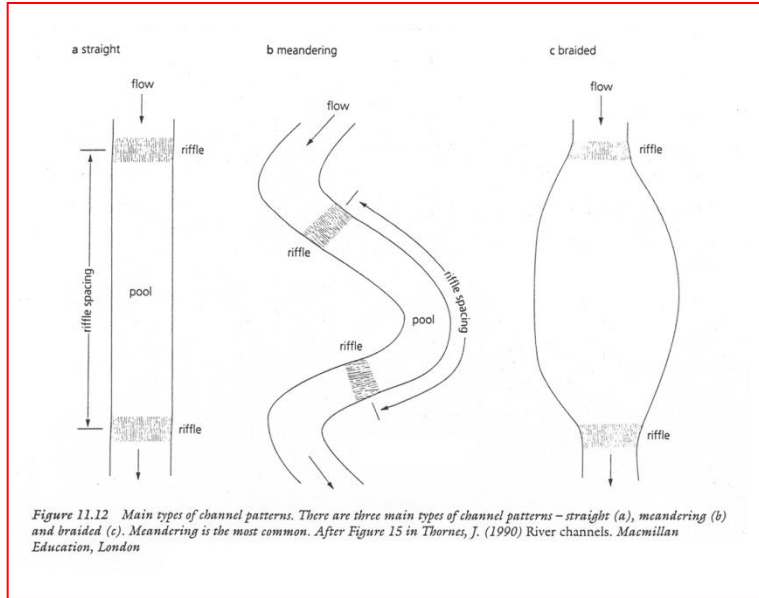 a straight
b meandering
c braided
flow
riffle
riffle spacing
pool
riffle
flow
riffle
riffle spacing
pool
riffle
flow
riffle
riffle
Figure 11.12 Main types of channel patterns. There are three main types of channel patterns – straight (a), meandering (b)
and braided (c). Meandering is the most common. After Figure 15 in Thornes, J. (1990) River channels. Macmillan
Education, London